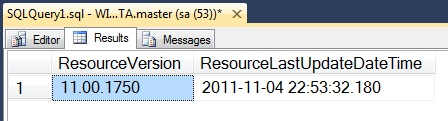 SQLQuery1.sql - WI...TA.master (sa (53))*
Editor Results Messages
ResourceVersion ResourceLastUpdateDateTime
1 11.00.1750 2011-11-04 22:53:32.180